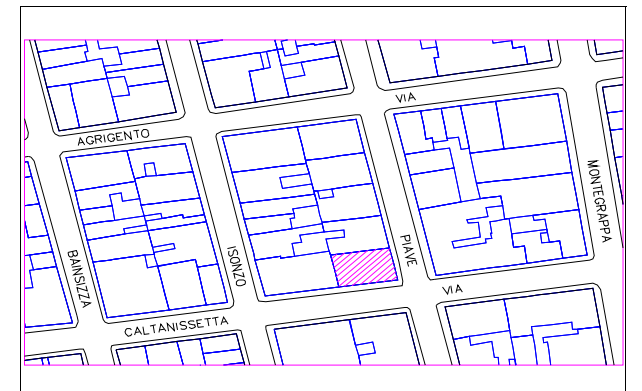 VIA
AGRIGENTO
MONTEGRAPPA
PIAVE
ISONZO
BAINSIZZA
VIA
CALTANISSETTA